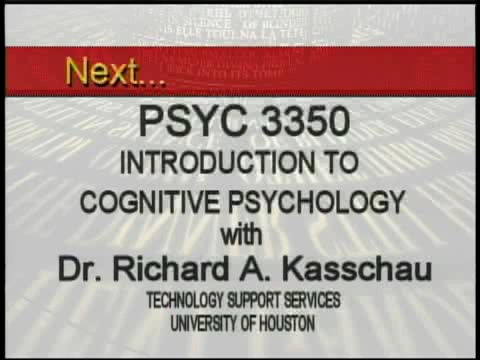 Next...
PSYC 3350
INTRODUCTION TO
COGNITIVE PSYCHOLOGY
with
Dr. Richard A. Kasschau
TECHNOLOGY SUPPORT SERVICES
UNIVERSITY OF HOUSTON